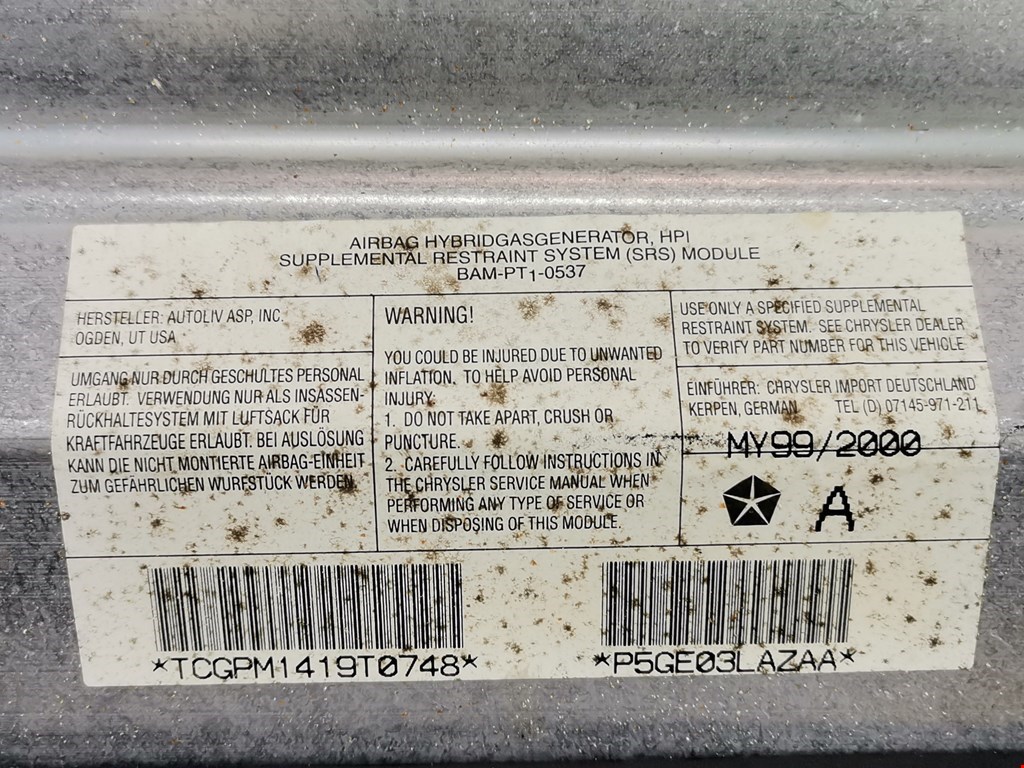 AIRBAG HYBRIDGASGENERATOR, HPI
SUPPLEMENTAL RESTRAINT SYSTEM (SRS) MODULE
BAM-PT1-0537
HERSTELLER: AUTOLIV ASP, INC.
OGDEN, UT USA
UMGANG NUR DURCH GESCHULTES PERSONAL
ERLAUBT. VERWENDUNG NUR ALS INSASSEN-
RÜCKHALTESYSTEM MIT LUFTSACK FÜR
KRAFTFAHRZEUGE ERLAUBT. BEI AUSLÖSUNG
KANN DIE NICHT MONTIERTE AIRBAG-EINHEIT
ZUM GEFÄHRLICHEN WURFSTÜCK WERDEN.
WARNING!
YOU COULD BE INJURED DUE TO UNWANTED
INFLATION. TO HELP AVOID PERSONAL
INJURY:
1. DO NOT TAKE APART, CRUSH OR
PUNCTURE.
2. CAREFULLY FOLLOW INSTRUCTIONS IN
THE CHRYSLER SERVICE MANUAL WHEN
PERFORMING ANY TYPE OF SERVICE OR
WHEN DISPOSING OF THIS MODULE.
USE ONLY A SPECIFIED SUPPLEMENTAL
RESTRAINT SYSTEM. SEE CHRYSLER DEALER
TO VERIFY PART NUMBER FOR THIS VEHICLE
EINFÜHRER: CHRYSLER IMPORT DEUTSCHLAND
KERPEN, GERMAN TEL (D) 07145-971-211
MY99/2000
A
*TCGPM1419T0748*
*P5GE03LAZAA*